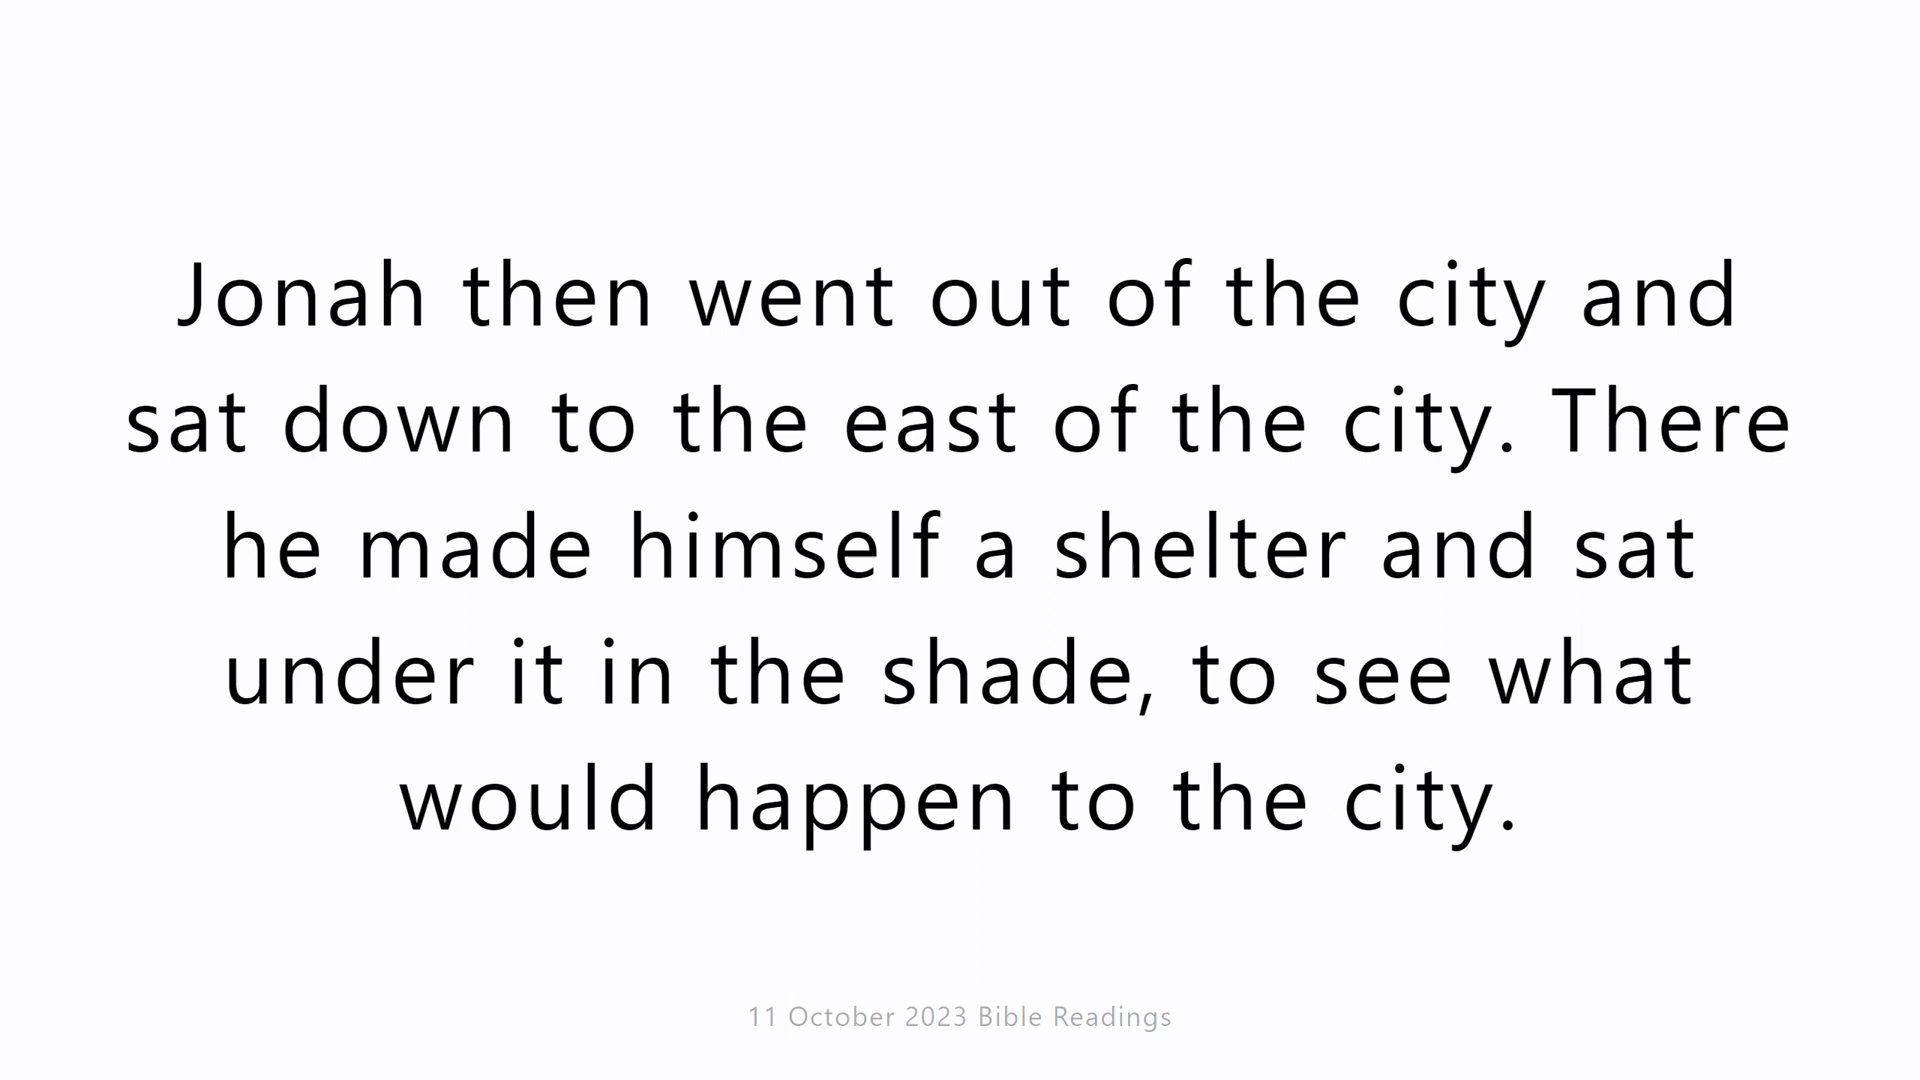 Jonah then went out of the city and
sat down to the east of the city. There
he made himself a shelter and sat
under it in the shade, to see what
would happen to the city.
11 October 2023 Bible Readings